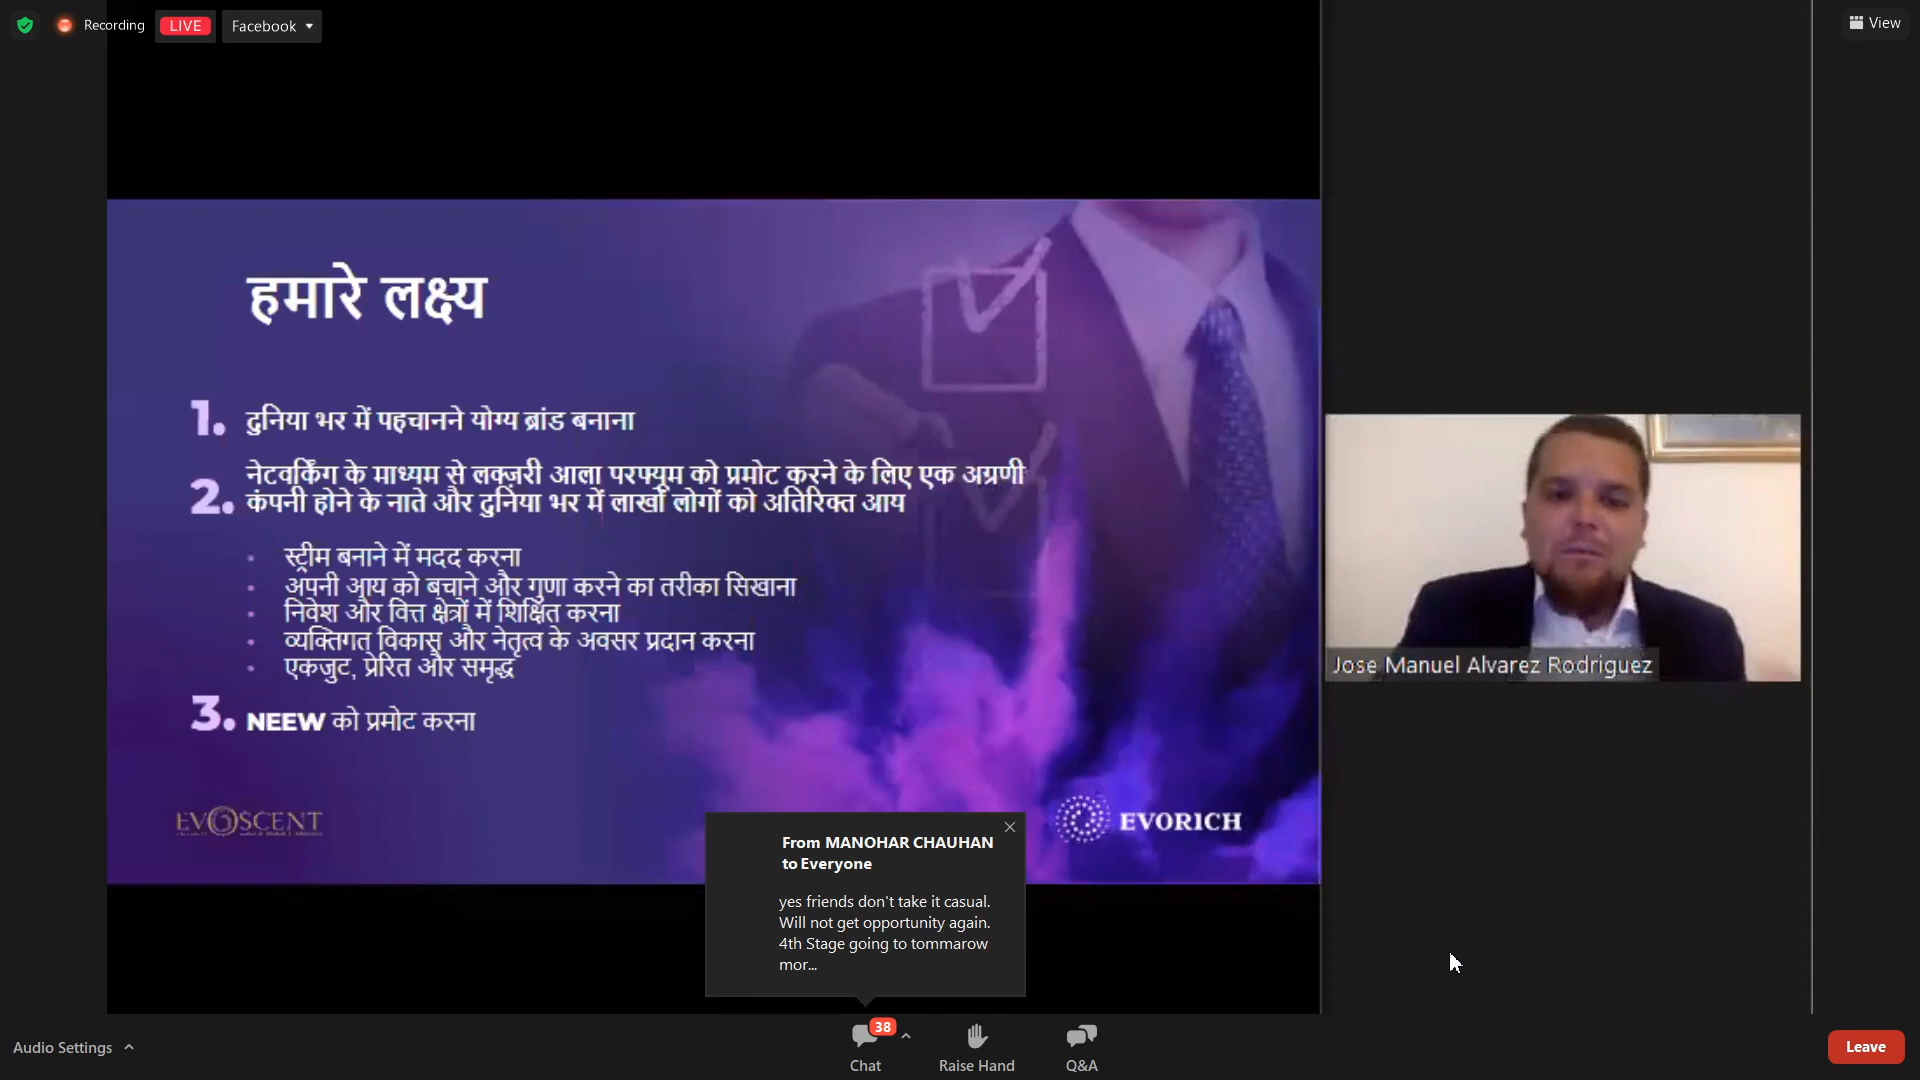 Recording
LIVE
Facebook
View
हमारे लक्ष्य
1. दुनिया भर में पहचानने योग्य ब्रांड बनाना
2. नेटवर्किंग के माध्यम से लक्ज़री आला परफ्यूम को प्रमोट करने के लिए एक अग्रणी
कंपनी होने के नाते और दुनिया भर में लाखों लोगों को अतिरिक्त आय
• स्ट्रीम बनाने में मदद करना
• अपनी आय को बचाने और गुणा करने का तरीका सिखाना
• निवेश और वित्त क्षेत्रों में शिक्षित करना
• व्यक्तिगत विकास और नेतृत्व के अवसर प्रदान करना
• एकजुट, प्रेरित और समृद्ध
3. NEEW को प्रमोट करना
EVOSCENT
EVORICH
Jose Manuel Alvarez Rodriguez
From MANOHAR CHAUHAN
to Everyone
yes friends don't take it casual.
Will not get opportunity again.
4th Stage going to tommarow
mor...
Audio Settings
38
Chat
Raise Hand
Q&A
Leave